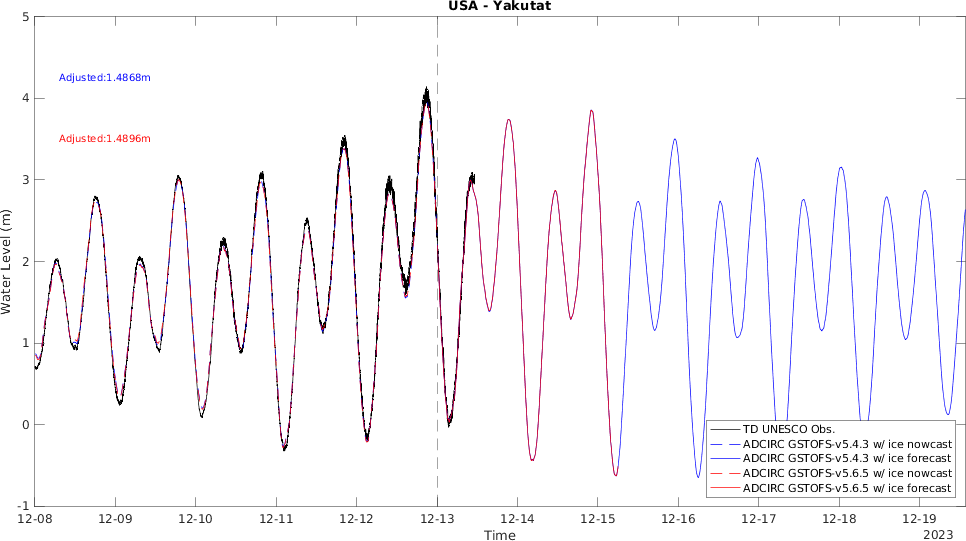 USA - Yakutat
5
4
3
2
1
0
-1
Water Level (m)
Adjusted:1.4868m
Adjusted:1.4896m
TD UNESCO Obs.
ADCIRC GSTOFS-v5.4.3 w/ ice nowcast
ADCIRC GSTOFS-v5.4.3 w/ ice forecast
ADCIRC GSTOFS-v5.6.5 w/ ice nowcast
ADCIRC GSTOFS-v5.6.5 w/ ice forecast
12-08 12-09 12-10 12-11 12-12 12-13 12-14 12-15 12-16 12-17 12-18 12-19
Time
2023